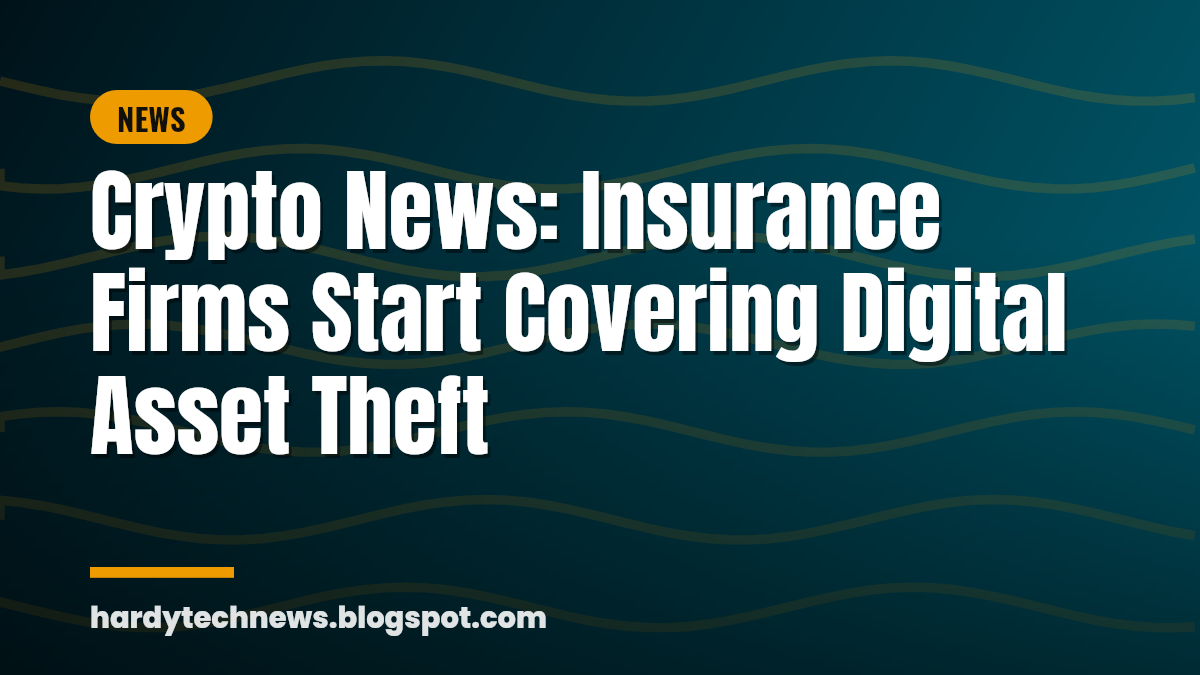 NEWS
Crypto News: Insurance
Firms Start Covering Digital
Asset Theft
hardytechnews.blogspot.com